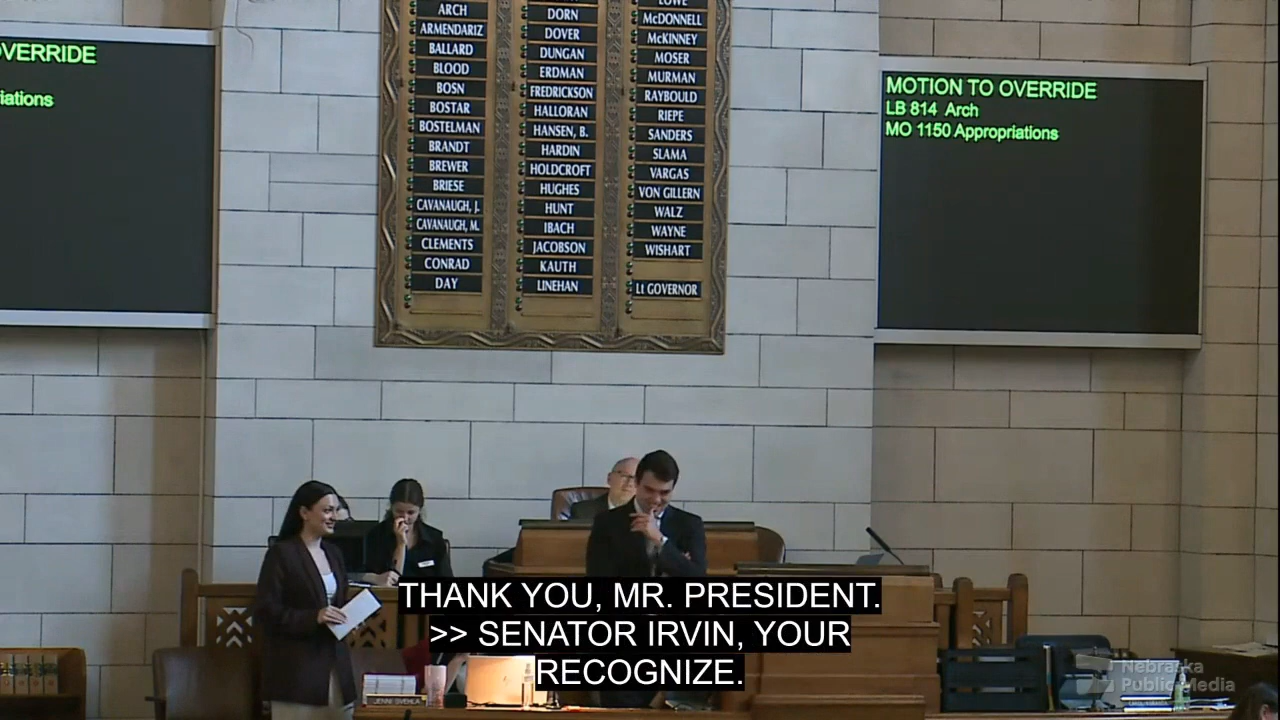 OVERRIDE
iations
ARCH
ARMENDARIZ
BALLARD
BLOOD
BOSN
BOSTAR
BOSTELMAN
BRANDT
BREWER
BRIESE
CAVANAUGH, J.
CAVANAUGH, M.
CLEMENTS
CONRAD
DAY
DORN
DOVER
DUNGAN
ERDMAN
FREDRICKSON
HALLORAN
HANSEN, B.
HARDIN
HOLDCROFT
HUGHES
HUNT
IBACH
JACOBSON
KAUTH
LINEHAN
LOWE
McDONNELL
McKINNEY
MOSER
MURMAN
RAYBOULD
RIEPE
SANDERS
SLAMA
VARGAS
VON GILLERN
WALZ
WAYNE
WISHART
Lt GOVERNOR
MOTION TO OVERRIDE
LB 814 Arch
MO 1150 Appropriations
THANK YOU, MR. PRESIDENT.
>> SENATOR IRVIN, YOUR
RECOGNIZE.
JENNI SVEHLA
Nebraska
Public Media